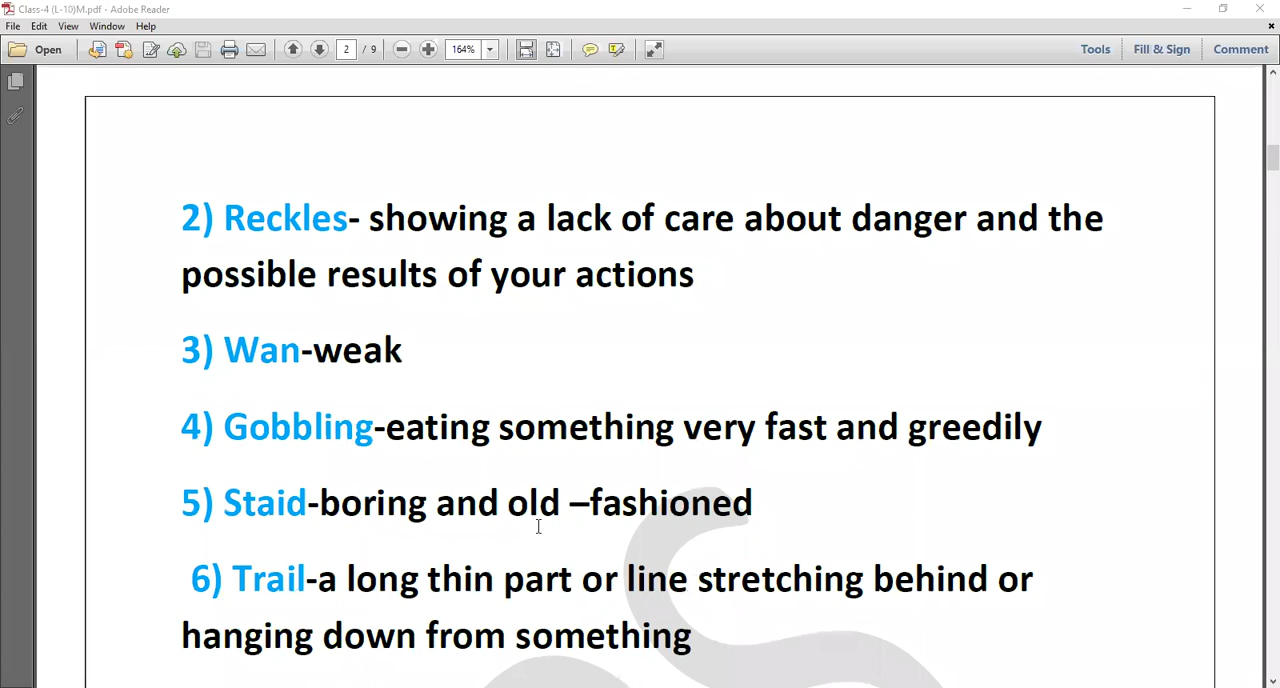 Class-4 (L-10)M.pdf - Adobe Reader
File Edit View Window Help
Open 2 / 9 164% Tools Fill & Sign Comment
2) Reckles- showing a lack of care about danger and the
possible results of your actions
3) Wan-weak
4) Gobbling-eating something very fast and greedily
5) Staid-boring and old –fashioned
6) Trail-a long thin part or line stretching behind or
hanging down from something